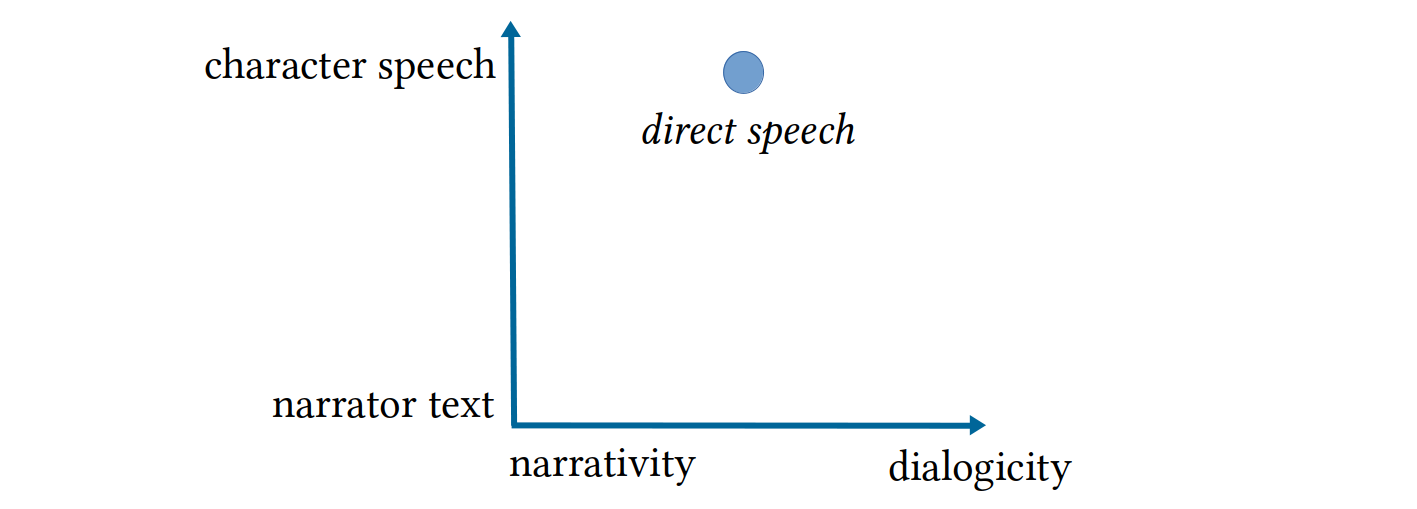 character speech
direct speech
narrator text
narrativity
dialogicity